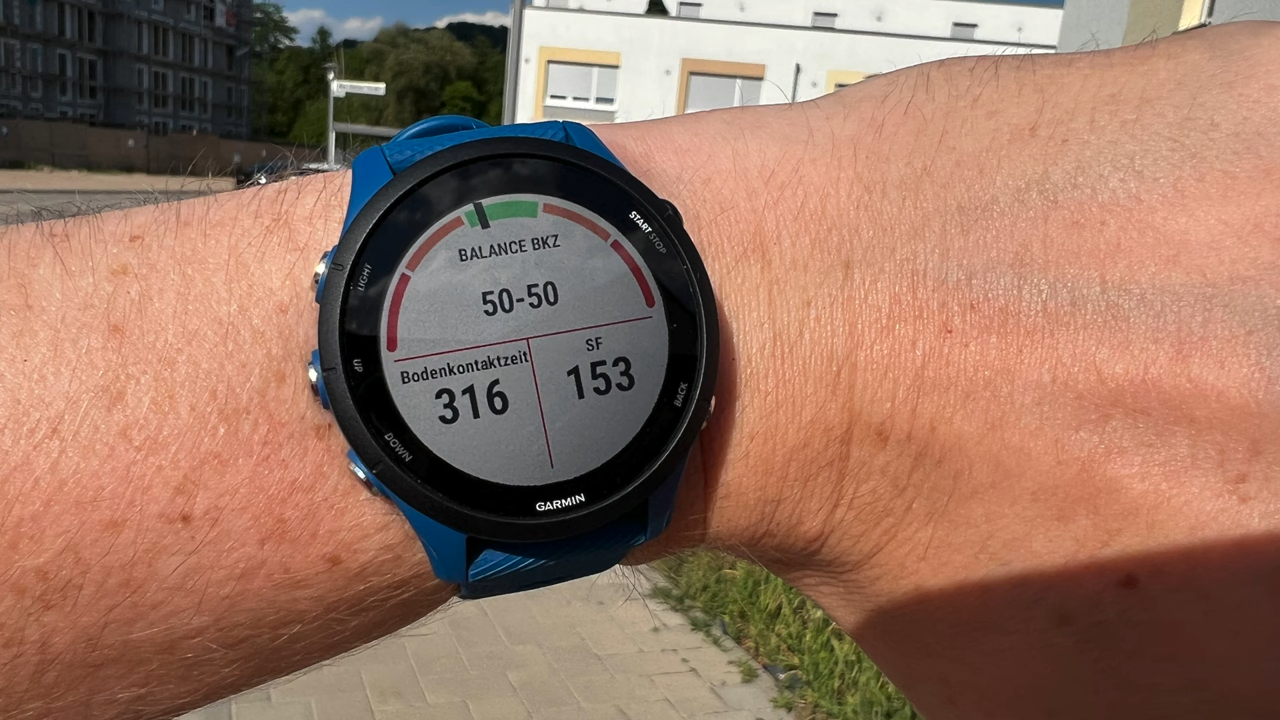 START STOP
LIGHT
BALANCE BKZ
50-50
UP
Bodenkontaktzeit
316
SF
153
BACK
DOWN
GARMIN